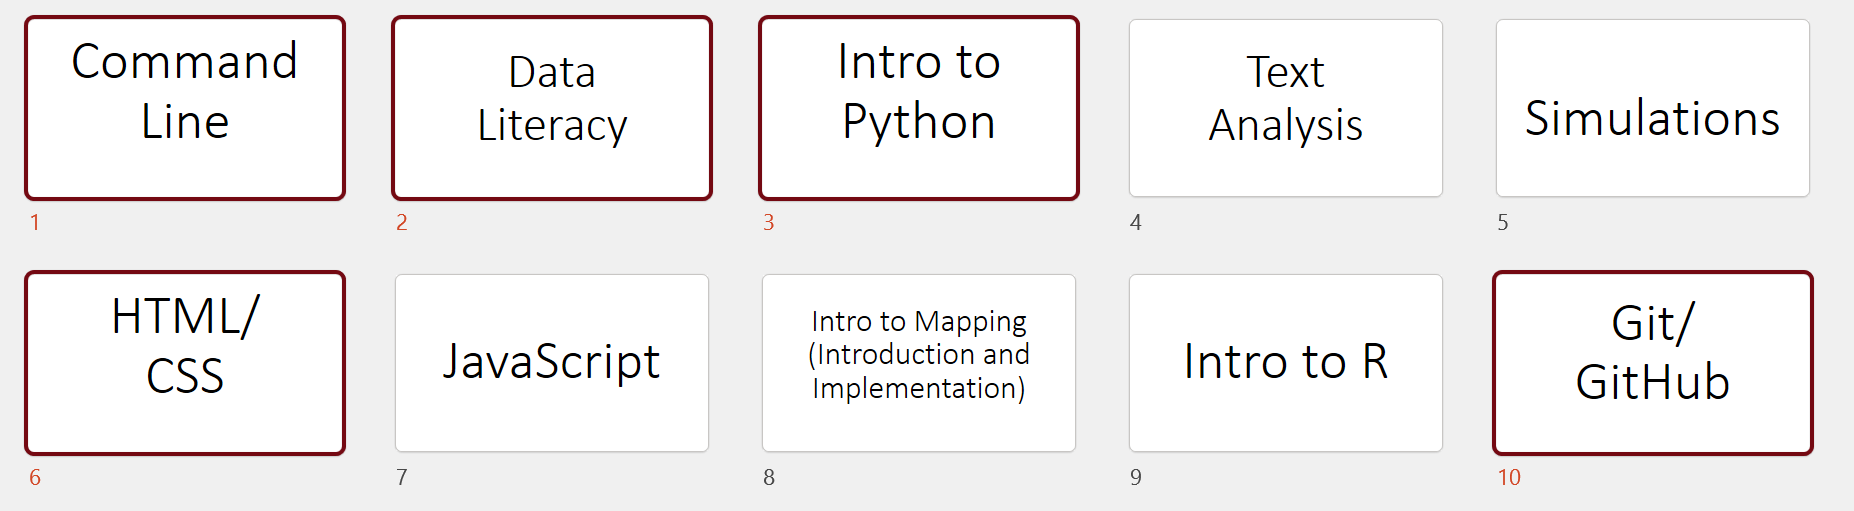 Command
Line
1
Data
Literacy
2
Intro to
Python
3
Text
Analysis
4
Simulations
5
HTML/
CSS
6
JavaScript
7
Intro to Mapping
(Introduction and
Implementation)
8
Intro to R
9
Git/
GitHub
10